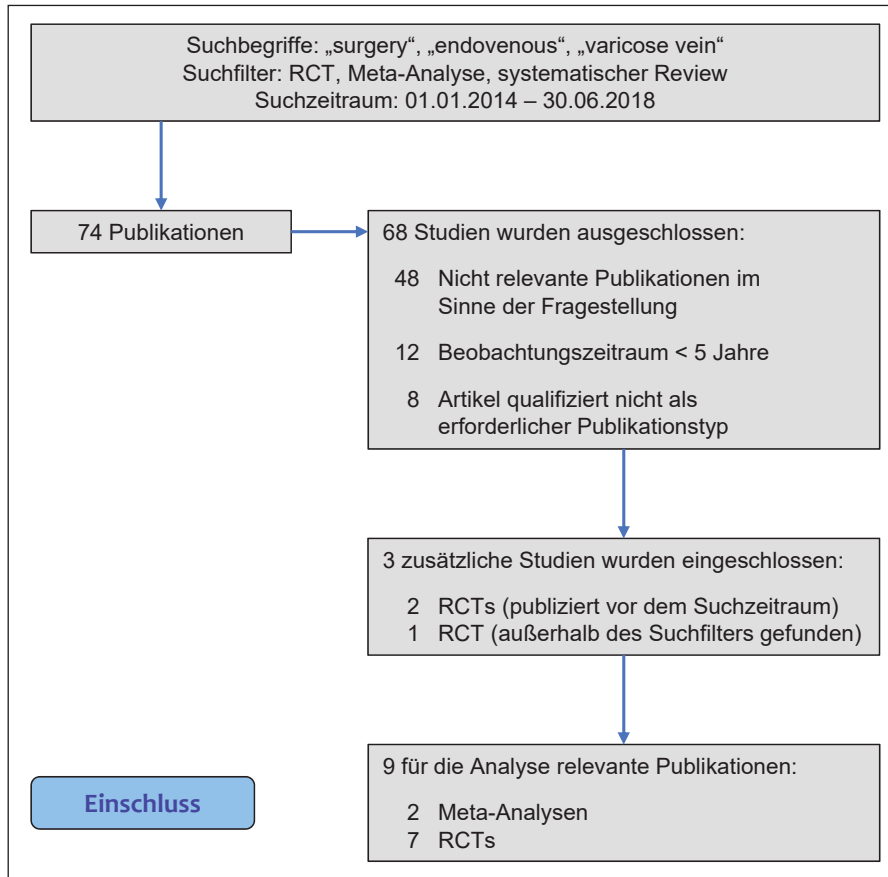 Suchbegriffe: „surgery“, „endovenous“, „varicose vein“
Suchfilter: RCT, Meta-Analyse, systematischer Review
Suchzeitraum: 01.01.2014 – 30.06.2018
74 Publikationen
68 Studien wurden ausgeschlossen:
48 Nicht relevante Publikationen im
Sinne der Fragestellung
12 Beobachtungszeitraum < 5 Jahre
8 Artikel qualifiziert nicht als
erforderlicher Publikationstyp
3 zusätzliche Studien wurden eingeschlossen:
2 RCTs (publiziert vor dem Suchzeitraum)
1 RCT (außerhalb des Suchfilters gefunden)
9 für die Analyse relevante Publikationen:
2 Meta-Analysen
7 RCTs
Einschluss